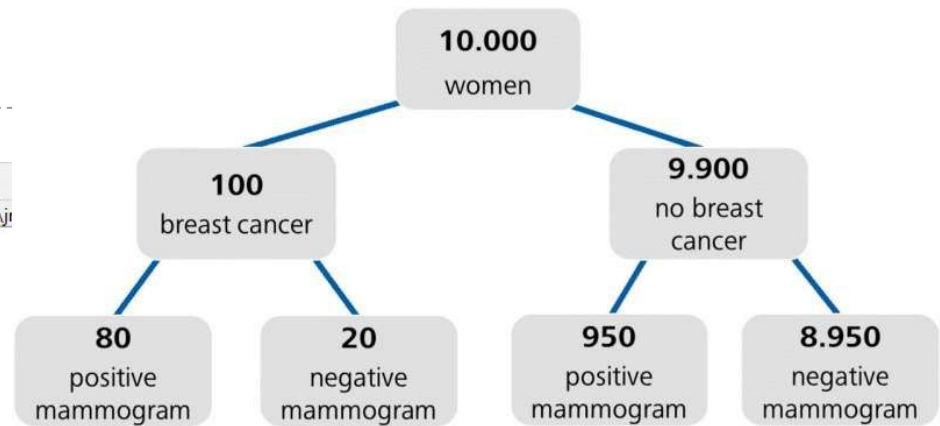 10.000
women
100
breast cancer
9.900
no breast
cancer
80
positive
mammogram
20
negative
mammogram
950
positive
mammogram
8.950
negative
mammogram